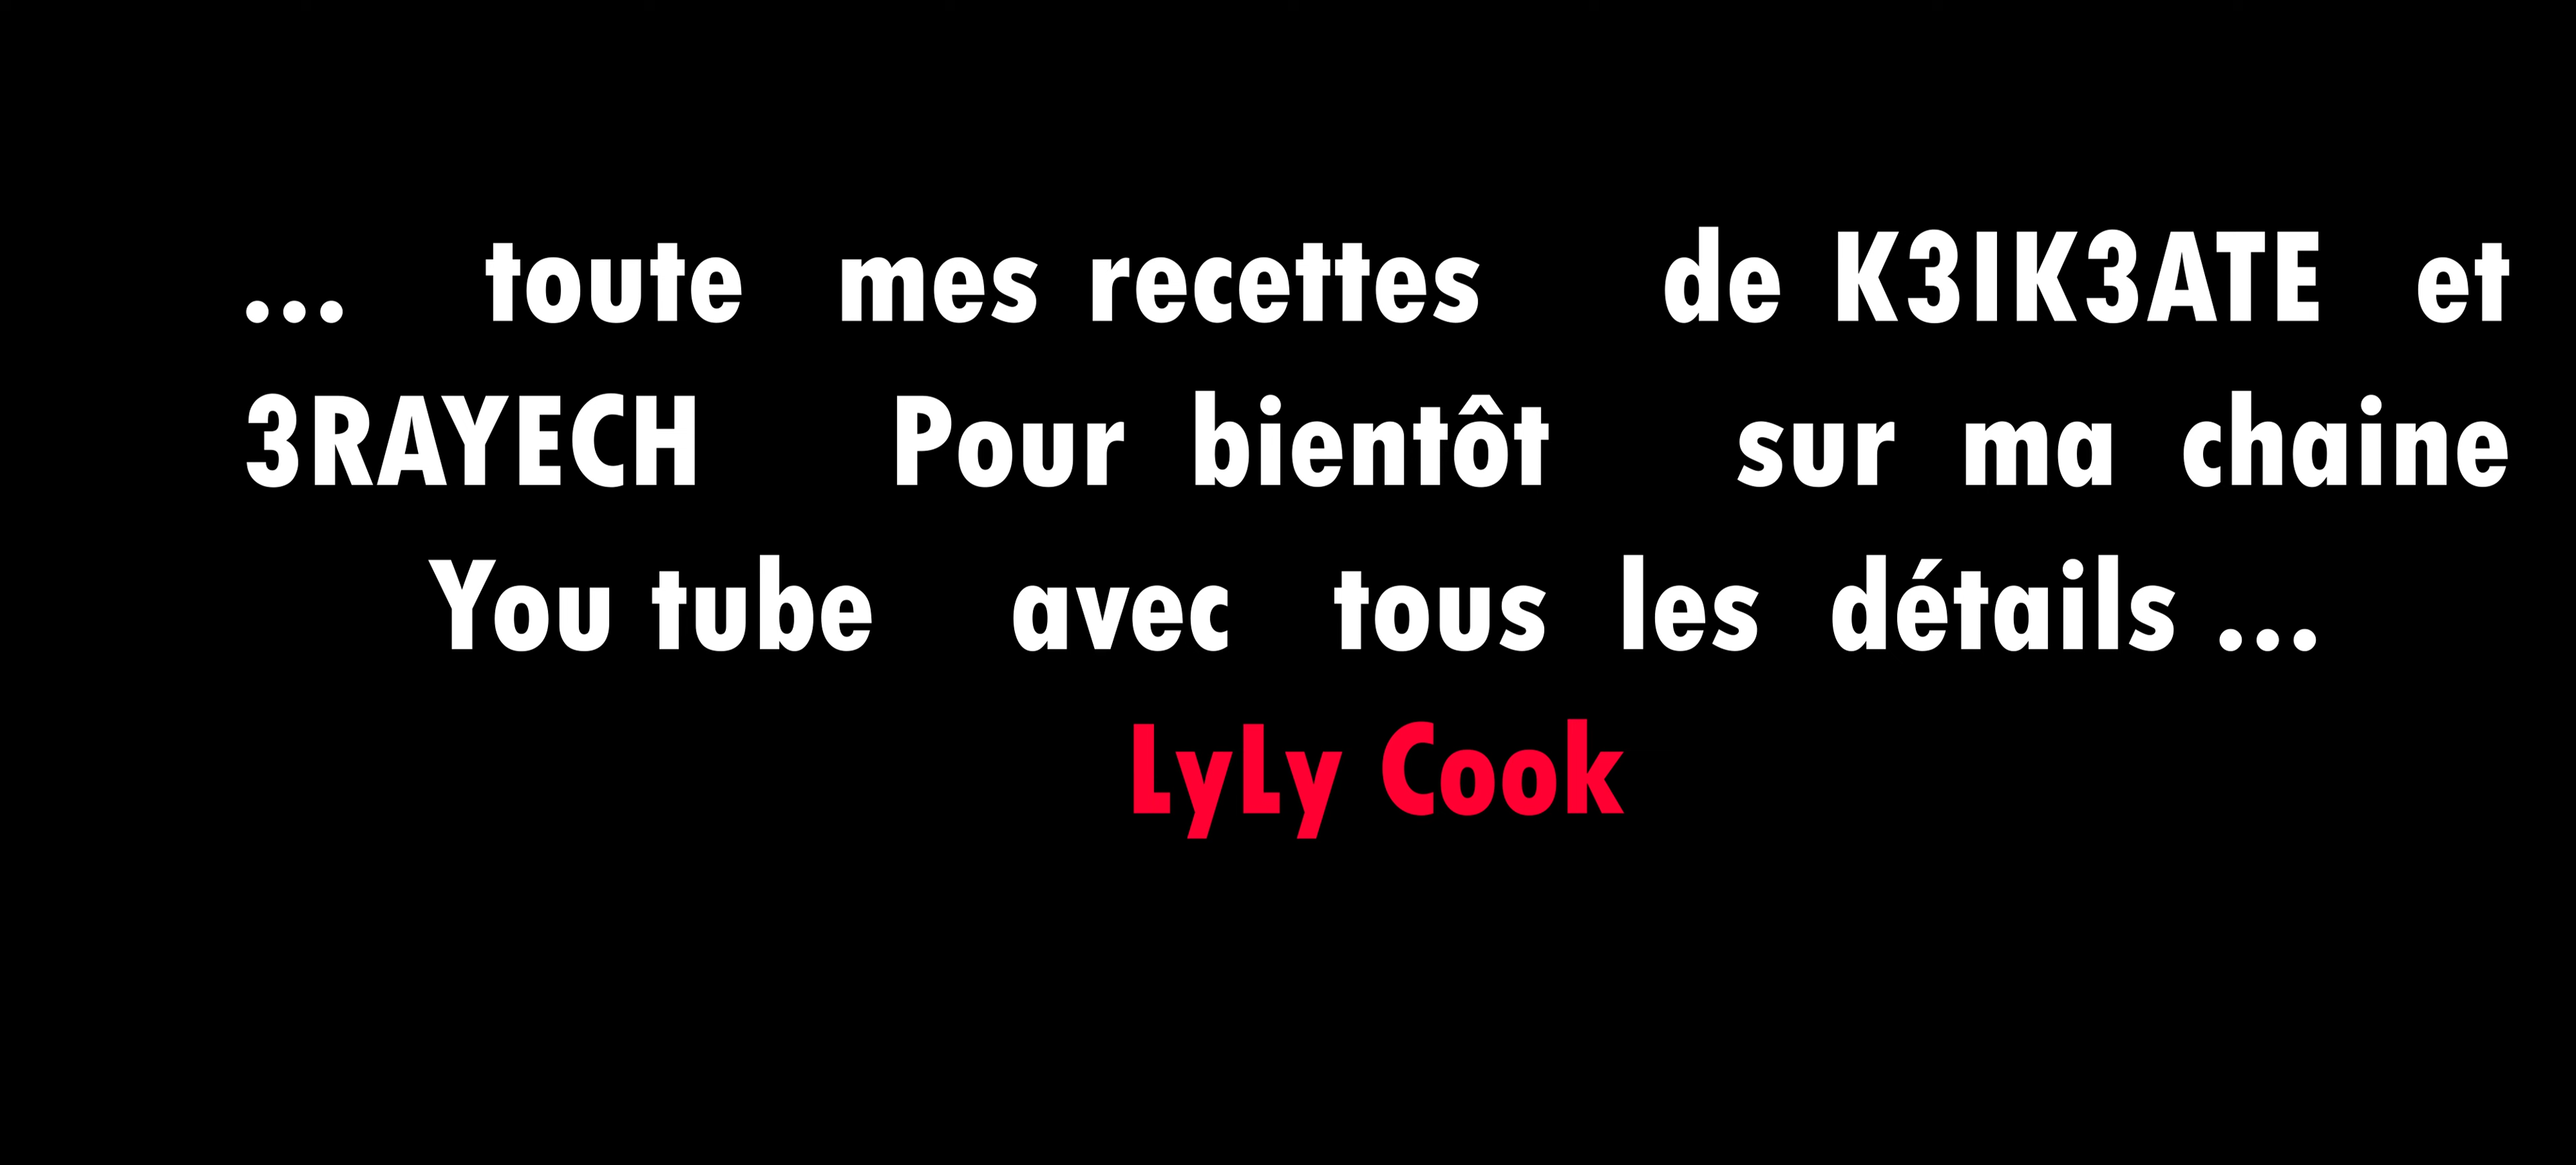 ... toute mes recettes de K3IK3ATE et
3RAYECH Pour bientôt sur ma chaine
You tube avec tous les détails ...
LyLy Cook